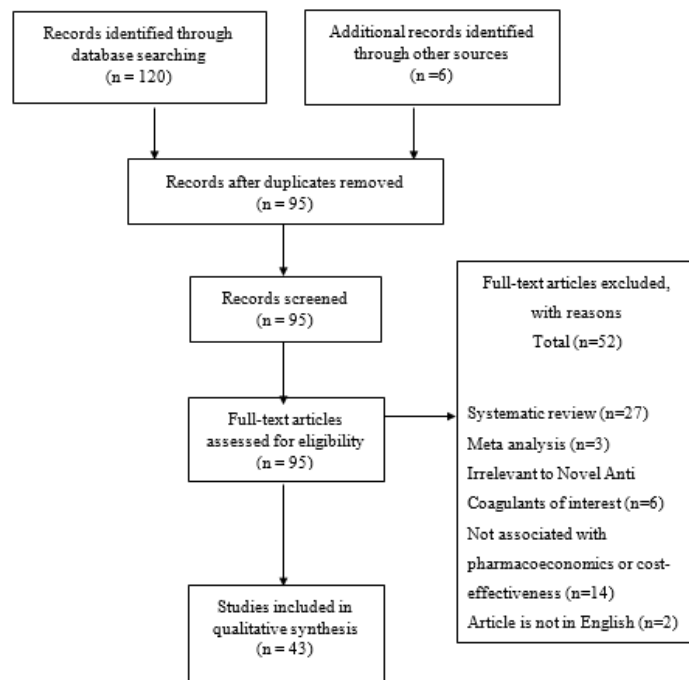 Records identified through
database searching
(n = 120)
Additional records identified
through other sources
(n =6)
Records after duplicates removed
(n = 95)
Records screened
(n = 95)
Full-text articles
assessed for eligibility
(n = 95)
Full-text articles excluded,
with reasons
Total (n=52)
Systematic review (n=27)
Meta analysis (n=3)
Irrelevant to Novel Anti
Coagulants of interest (n=6)
Not associated with
pharmacoeconomics or cost-
effectiveness (n=14)
Article is not in English (n=2)
Studies included in
qualitative synthesis
(n = 43)